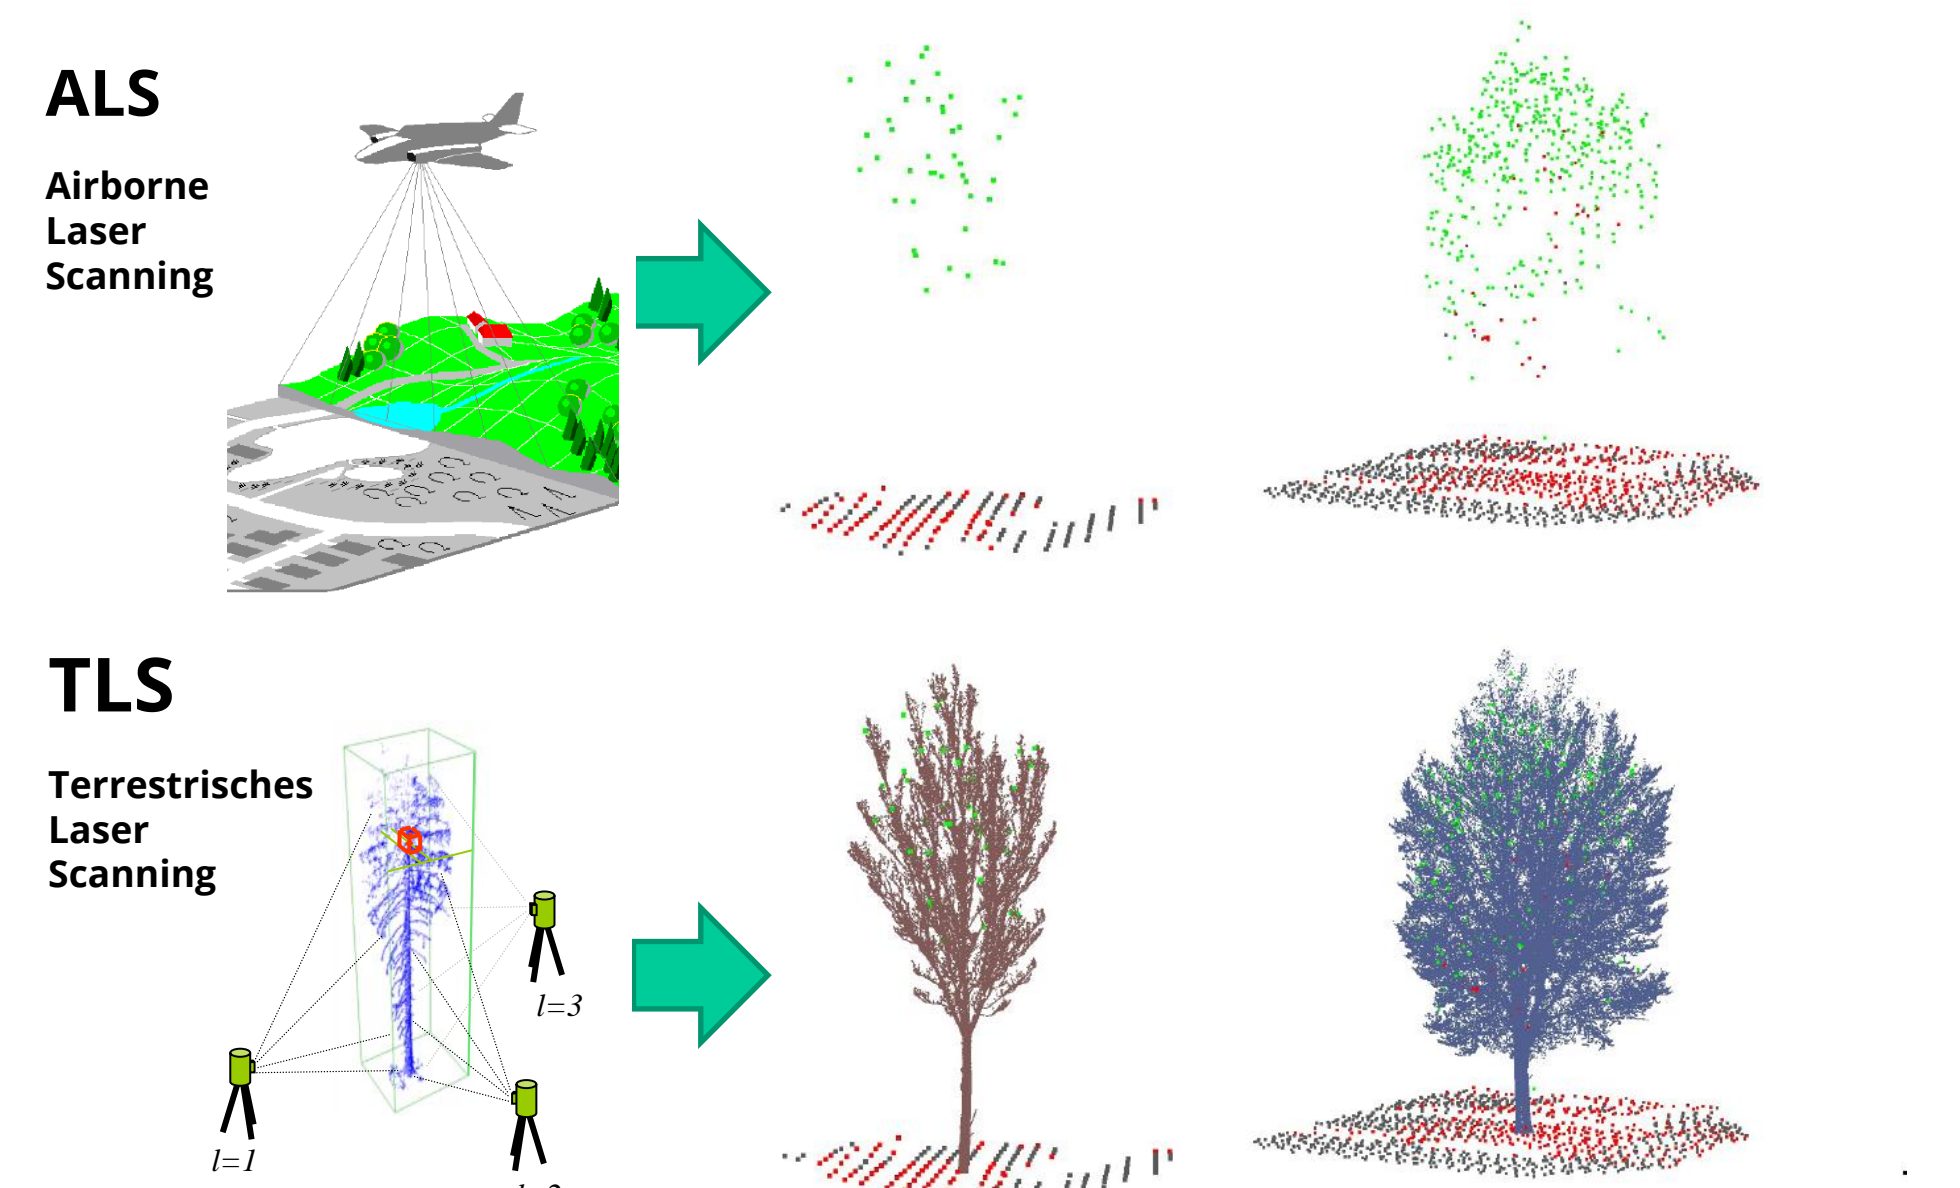 ALS
Airborne
Laser
Scanning
TLS
Terrestrisches
Laser
Scanning
l=3
l=1